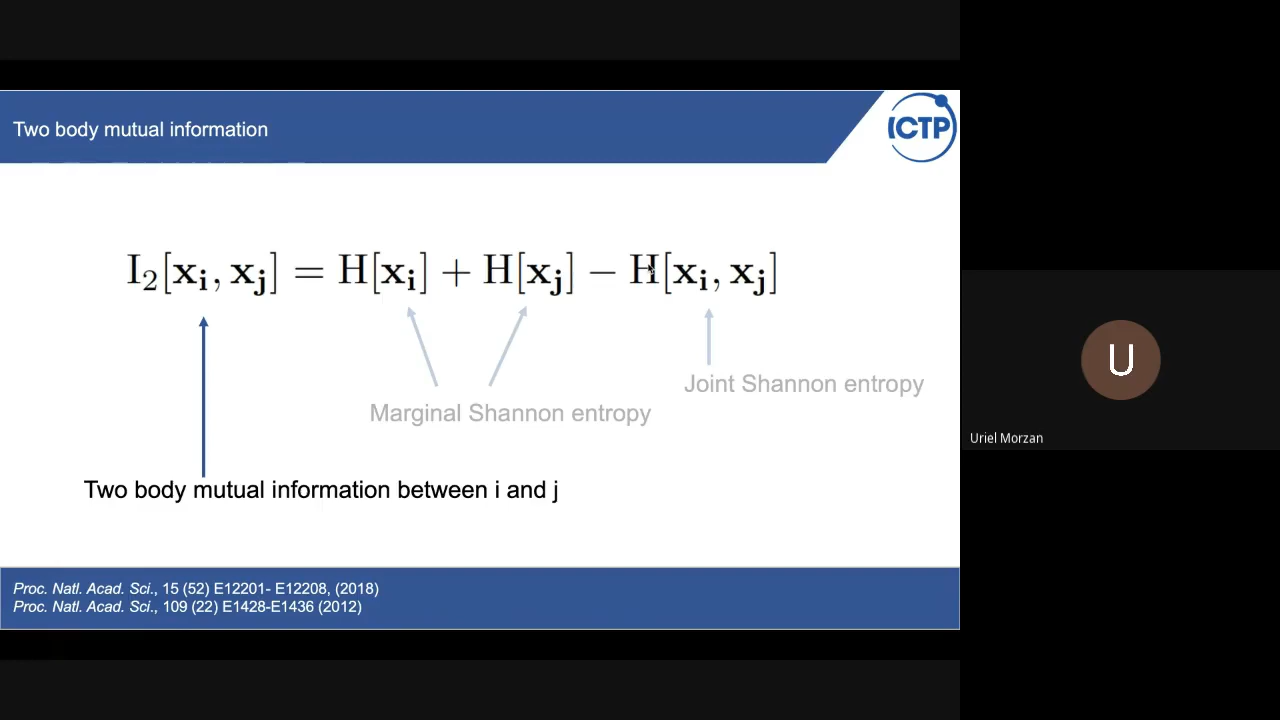 Two body mutual information
ICTP
I₂[xᵢ, xⱼ] = H[xᵢ] + H[xⱼ] − H[xᵢ, xⱼ]
Joint Shannon entropy
Marginal Shannon entropy
Two body mutual information between i and j
Proc. Natl. Acad. Sci., 15 (52) E12201- E12208, (2018)
Proc. Natl. Acad. Sci., 109 (22) E1428-E1436 (2012)
U
Uriel Morzan